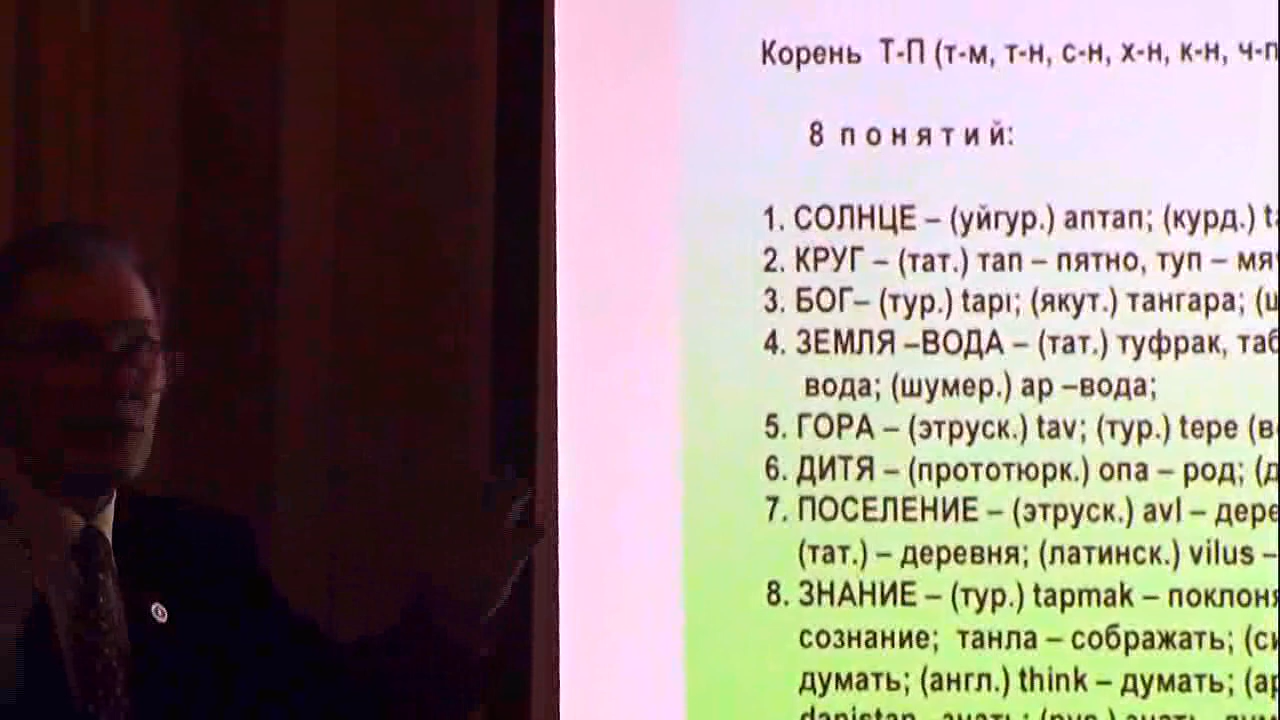 Корень Т-П (т-м, т-н, с-н, х-н, к-н, ч-п
8 понятий:
1. СОЛНЦЕ – (уйгур.) аптап; (курд.)
2. КРУГ – (тат.) тап – пятно, туп –
3. БОГ– (тур.) tapı; (якут.) тангара;
4. ЗЕМЛЯ –ВОДА – (тат.) туфрак,
вода; (шумер.) ар –вода;
5. ГОРА – (этруск.) tav; (тур.) tepe
6. ДИТЯ – (прототюрк.) опа – род;
7. ПОСЕЛЕНИЕ – (этруск.) avl –
(тат.) – деревня; (латинск.) vilus –
8. ЗНАНИЕ – (тур.) tapmak –
сознание; танла – сображать;
думать; (англ.) think – думать;